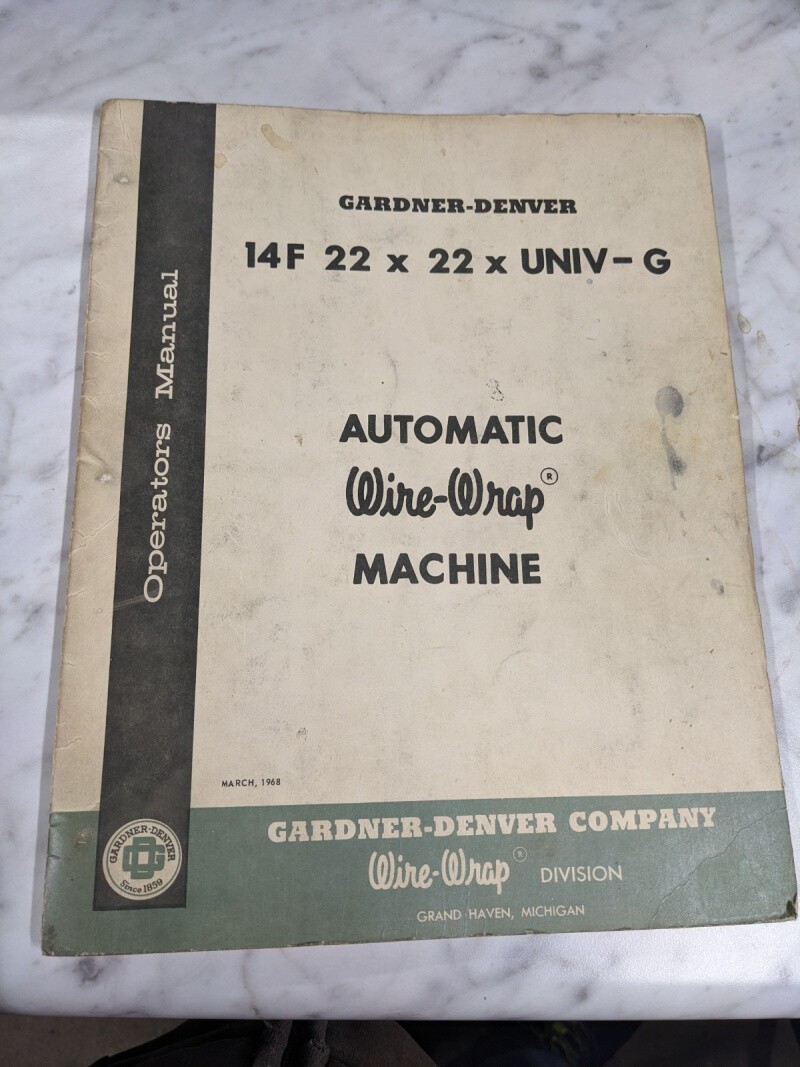 GARDNER-DENVER
14F 22 x 22 x UNIV-G
AUTOMATIC
Wire-Wrap®
MACHINE
Operators Manual
MARCH, 1968
GARDNER-DENVER
GD
Since 1859
GARDNER-DENVER COMPANY
Wire-Wrap® DIVISION
GRAND HAVEN, MICHIGAN